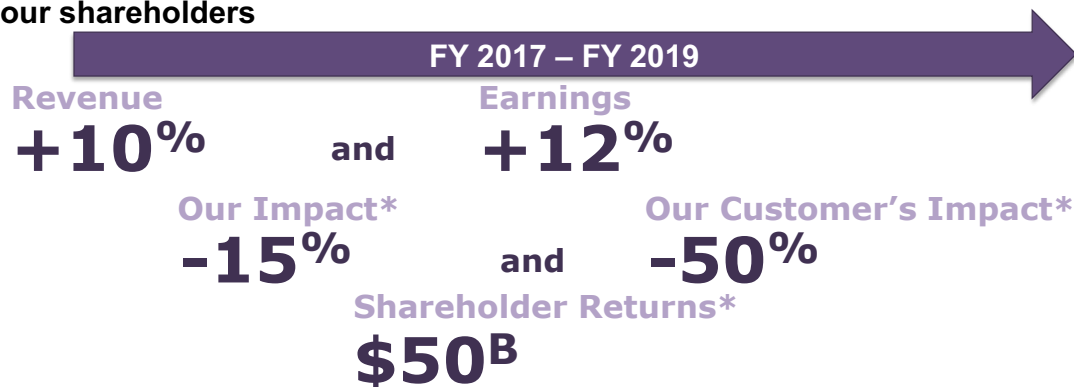 our shareholders
FY 2017 – FY 2019
Revenue Earnings
+10% and +12%
Our Impact* Our Customer’s Impact*
-15% and -50%
Shareholder Returns*
$50B